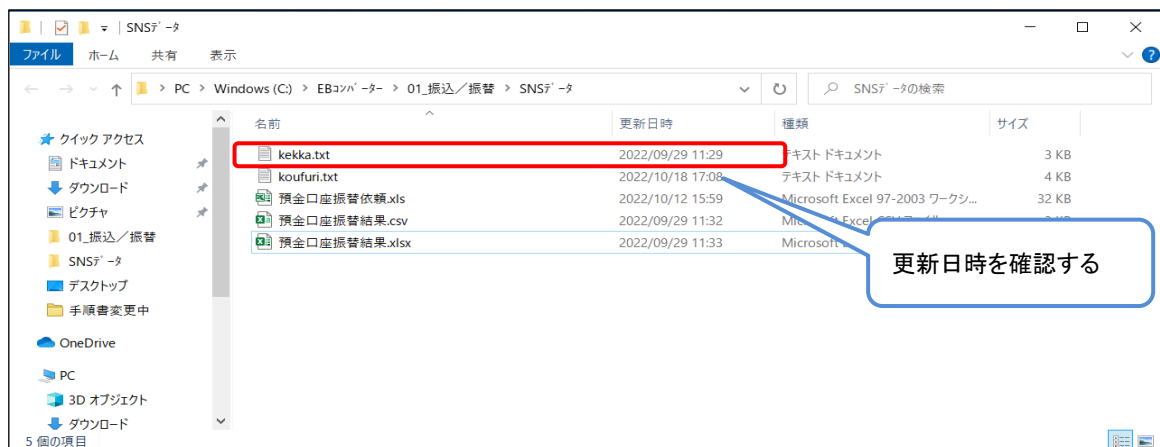 SNSﾃﾞｰﾀ
ファイル ホーム 共有 表示
PC > Windows (C:) > EBｺﾝﾊﾞｰﾀｰ > 01_振込／振替 > SNSﾃﾞｰﾀ SNSﾃﾞｰﾀの検索
名前 更新日時 種類 サイズ
クイック アクセス
kekka.txt 2022/09/29 11:29 テキスト ドキュメント 3 KB
ドキュメント
koufuri.txt 2022/10/18 17:08 テキスト ドキュメント 4 KB
ダウンロード
預金口座振替依頼.xls 2022/10/12 15:59 Microsoft Excel 97-2003 ワークシ... 32 KB
ピクチャ
預金口座振替結果.csv 2022/09/29 11:32
01_振込／振替
預金口座振替結果.xlsx 2022/09/29 11:33
SNSﾃﾞｰﾀ
更新日時を確認する
デスクトップ
手順書変更中
OneDrive
PC
3D オブジェクト
ダウンロード
5 個の項目